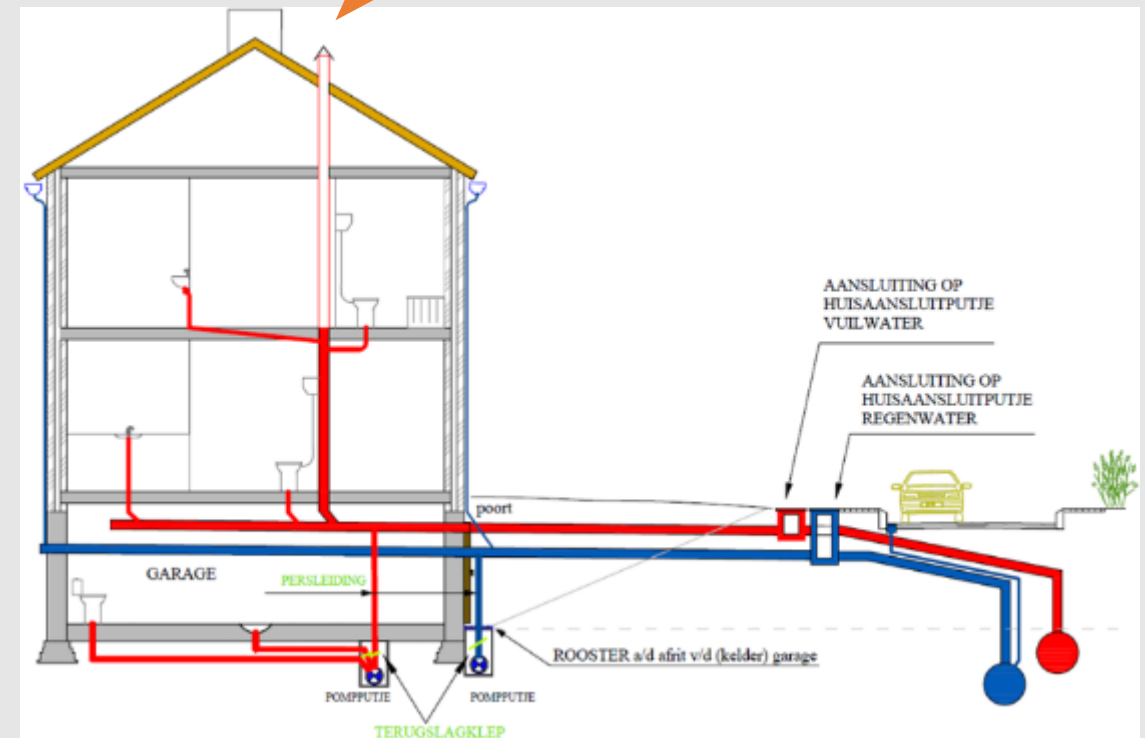 AANSLUITING OP
HUISAANSLUITPUTJE
VUILWATER
AANSLUITING OP
HUISAANSLUITPUTJE
REGENWATER
poort
GARAGE
PERSLEIDING
ROOSTER a/d afrit v/d (kelder) garage
POMPPUTJE
POMPPUTJE
TERUGSLAGKLEP